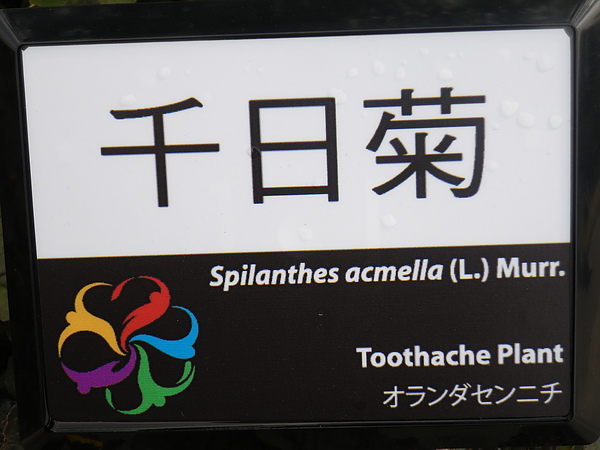 千日菊
Spilanthes acmella (L.) Murr.
Toothache Plant
オランダセンニチ